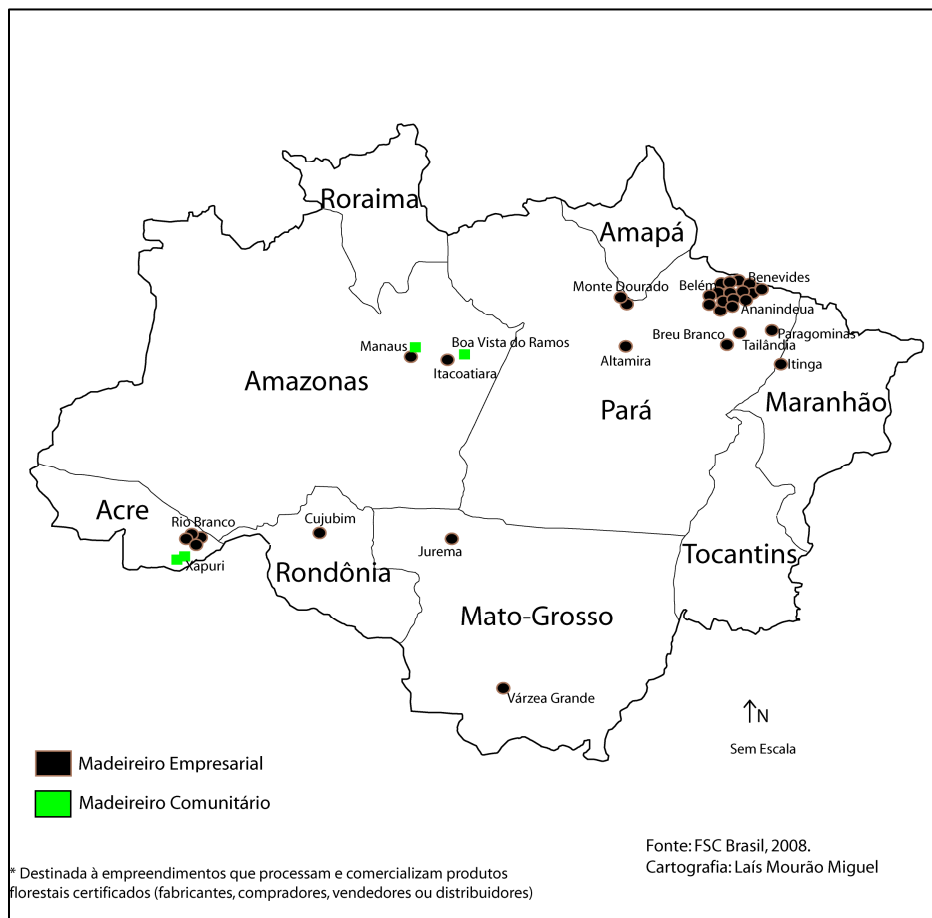 Roraima
Amapá
Monte Dourado
Belém
Benevides
Ananindeua
Manaus
Boa Vista do Ramos
Itacoatiara
Breu Branco
Paragominas
Tailândia
Altamira
Itinga
Amazonas
Pará
Maranhão
Acre
Rio Branco
Xapuri
Cujubim
Rondônia
Jurema
Tocantins
Mato-Grosso
Várzea Grande
N
Sem Escala
Madeireiro Empresarial
Madeireiro Comunitário
Fonte: FSC Brasil, 2008.
Cartografia: Laís Mourão Miguel
* Destinada à empreendimentos que processam e comercializam produtos
florestais certificados (fabricantes, compradores, vendedores ou distribuidores)